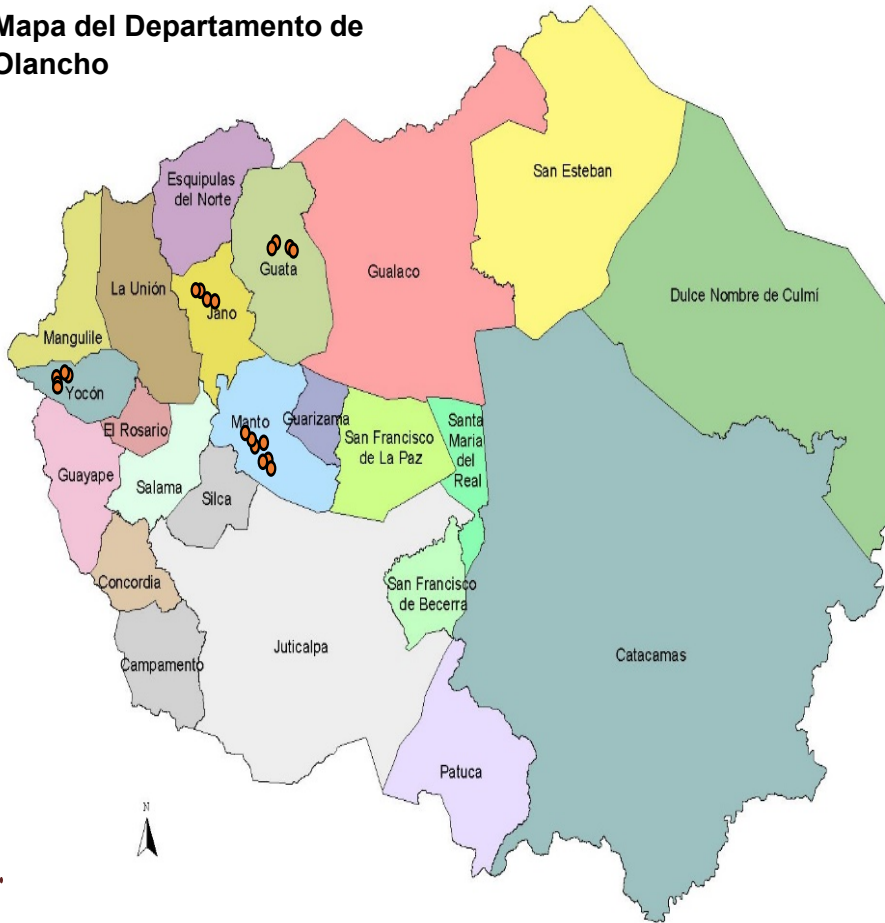 Mapa del Departamento de
Olancho
San Esteban
Esquipulas
del Norte
Guata
Gualaco
La Unión
Jano
Dulce Nombre de Culmí
Mangulile
Yocón
El Rosario
Manto
Guarizama
San Francisco
de La Paz
Santa
Maria
del
Real
Guayape
Salama
Silca
Concordia
San Francisco
de Becerra
Juticalpa
Catacamas
Campamento
Patuca
N